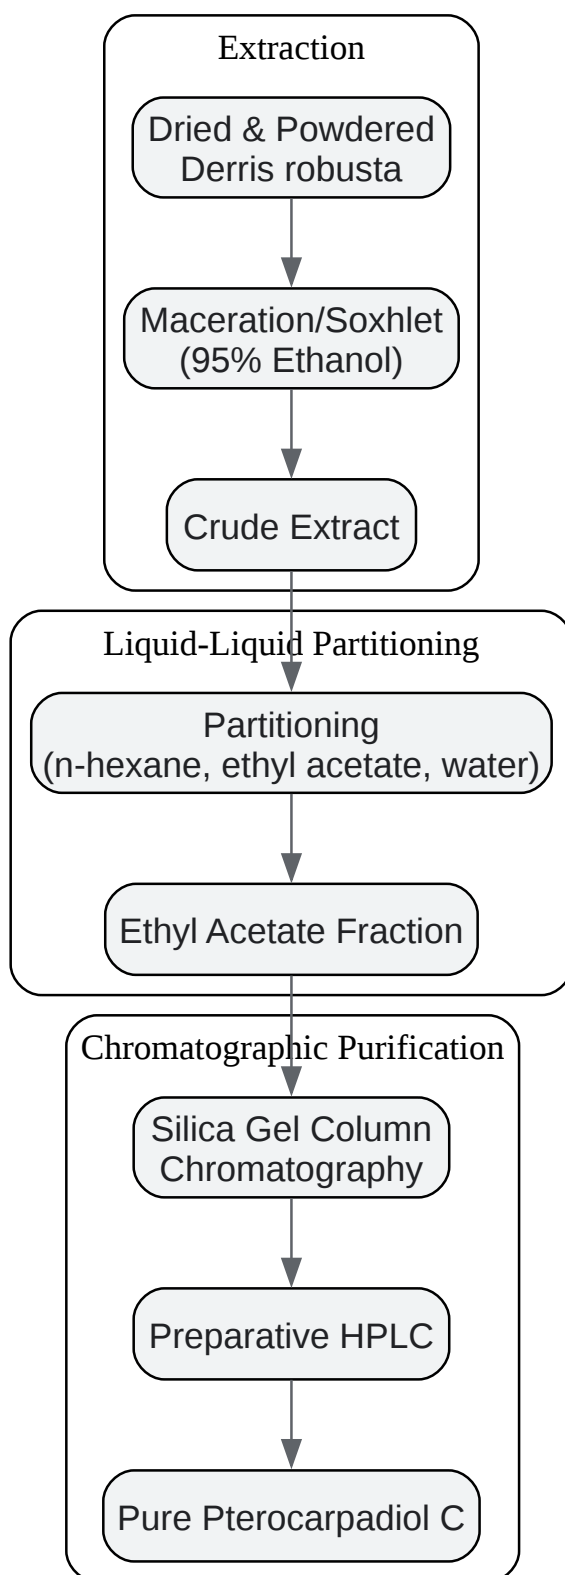 Extraction
Dried & Powdered
Derris robusta
Maceration/Soxhlet
(95% Ethanol)
Crude Extract
Liquid-Liquid Partitioning
Partitioning
(n-hexane, ethyl acetate, water)
Ethyl Acetate Fraction
Chromatographic Purification
Silica Gel Column
Chromatography
Preparative HPLC
Pure Pterocarpadiol C